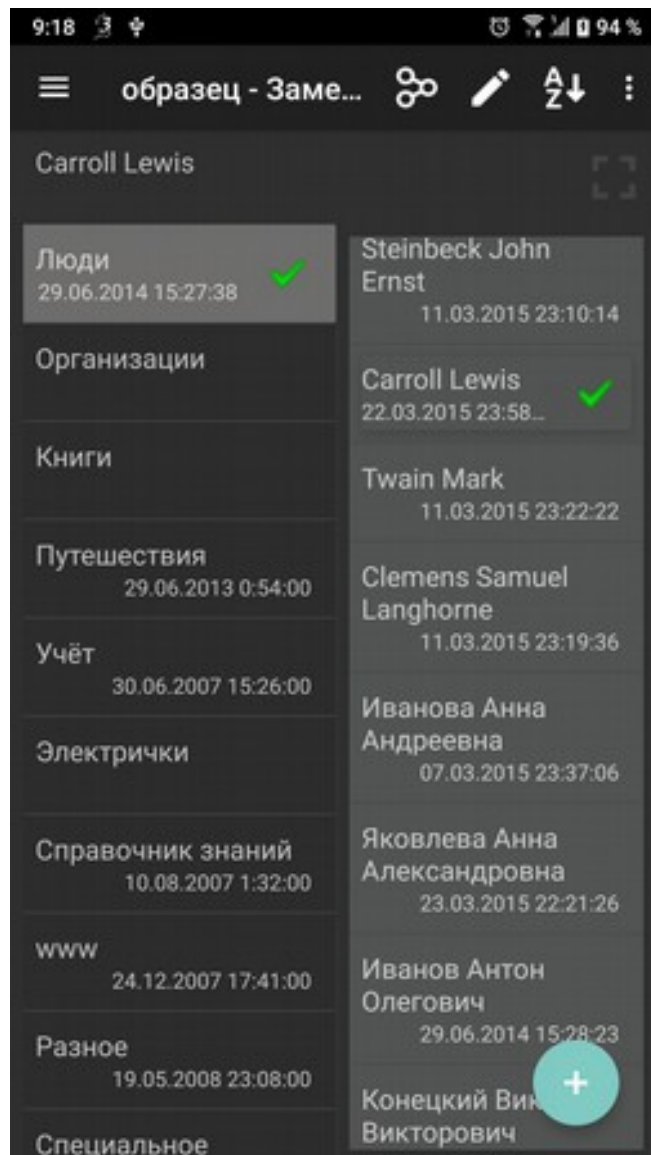 9:18
94 %
образец - Заме...
Carroll Lewis
Люди
29.06.2014 15:27:38
Организации
Книги
Путешествия
29.06.2013 0:54:00
Учёт
30.06.2007 15:26:00
Электрички
Справочник знаний
10.08.2007 1:32:00
www
24.12.2007 17:41:00
Разное
19.05.2008 23:08:00
Специальное
Steinbeck John
Ernst
11.03.2015 23:10:14
Carroll Lewis
22.03.2015 23:58...
Twain Mark
11.03.2015 23:22:22
Clemens Samuel
Langhorne
11.03.2015 23:19:36
Иванова Анна
Андреевна
07.03.2015 23:37:06
Яковлева Анна
Александровна
23.03.2015 22:21:26
Иванов Антон
Олегович
29.06.2014 15:28:23
Конецкий Вик
Викторович